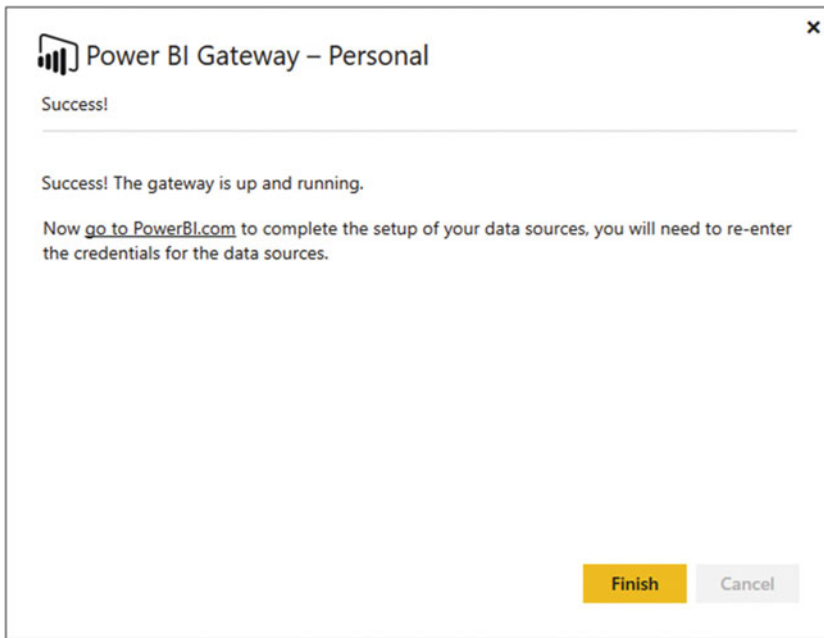 Power BI Gateway – Personal
Success!
Success! The gateway is up and running.
Now go to PowerBI.com to complete the setup of your data sources, you will need to re-enter
the credentials for the data sources.
Finish Cancel